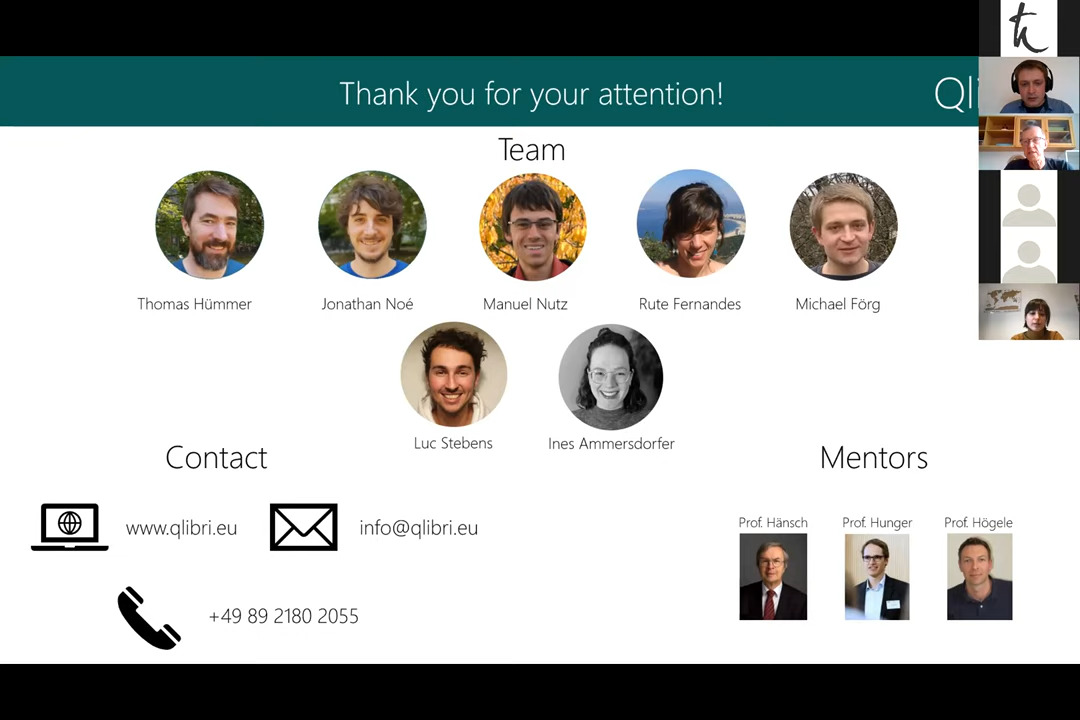 Thank you for your attention!
Qli
Team
Thomas Hümmer
Jonathan Noé
Manuel Nutz
Rute Fernandes
Michael Förg
Luc Stebens
Ines Ammersdorfer
Contact
www.qlibri.eu
info@qlibri.eu
+49 89 2180 2055
Mentors
Prof. Hänsch
Prof. Hunger
Prof. Högele